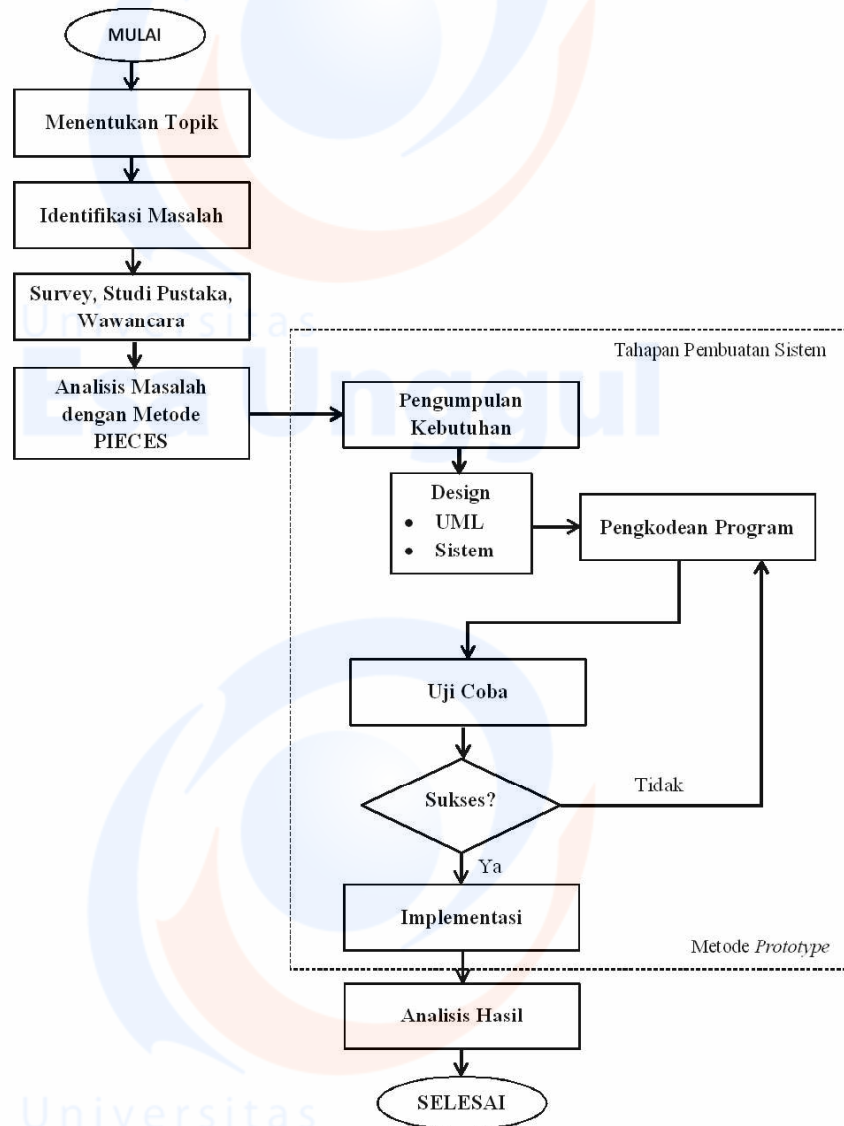 MULAI
Menentukan Topik
Identifikasi Masalah
Survey, Studi Pustaka,
Wawancara
Universitas
Esa Unggul
Analisis Masalah
dengan Metode
PIECES
Tahapan Pembuatan Sistem
Pengumpulan
Kebutuhan
Design
• UML
• Sistem
Pengkodean Program
Uji Coba
Sukses?
Tidak
Ya
Implementasi
Metode Prototype
Analisis Hasil
SELESAI
Universitas